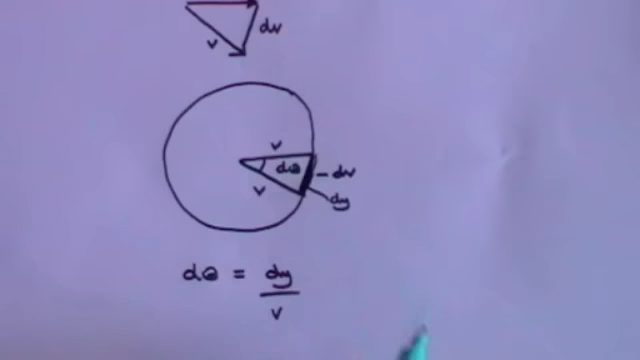 v
dv
v
dθ
- dv
v
dy
dθ = dy
v